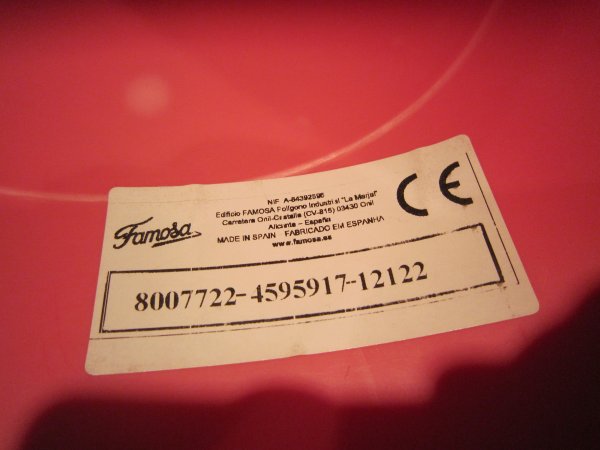 Famosa
NIF A-84392596
Edificio FAMOSA Polígono Industrial "La Marjal"
Carretera Onil-Castalla (CV-815) 03430 Onil
Alicante - España
MADE IN SPAIN FABRICADO EM ESPANHA
www.famosa.es
CE
8007722-4595917-12122